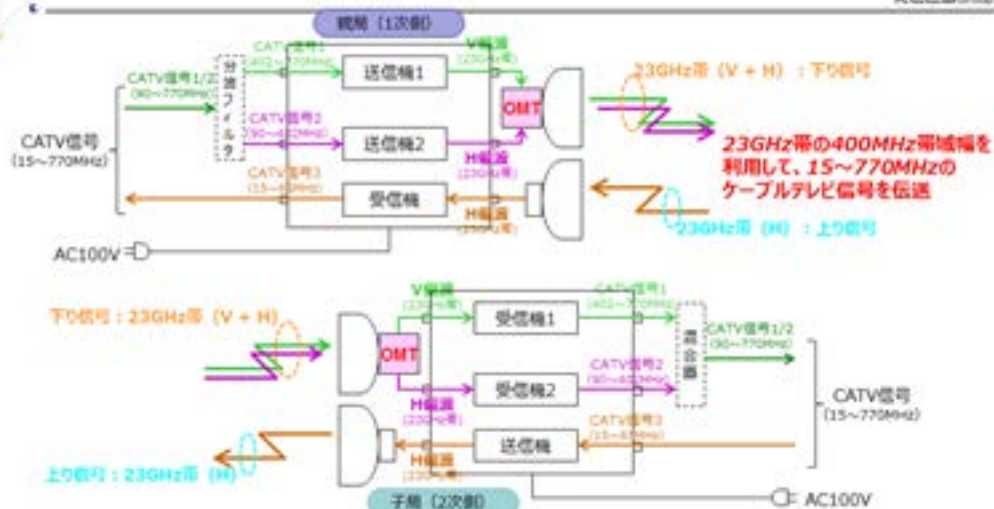 親局（1次側）
CATV信号1
(402～770MHz)
V偏波
(23GHz帯)
CATV信号1/2
(90～770MHz)
分波フィルタ
送信機1
OMT
23GHz帯（V + H）：下り信号
CATV信号
(15～770MHz)
CATV信号2
送信機2
H偏波
(23GHz帯)
23GHz帯の400MHz帯域幅を
利用して、15～770MHzの
ケーブルテレビ信号を伝送
CATV信号3
受信機
H偏波
(23GHz帯)
23GHz帯（H）：上り信号
AC100V
下り信号：23GHz帯（V + H）
V偏波
(23GHz帯)
受信機1
CATV信号1
(402～770MHz)
CATV信号1/2
(90～770MHz)
OMT
混合器
H偏波
(23GHz帯)
受信機2
CATV信号2
CATV信号
(15～770MHz)
H偏波
(23GHz帯)
送信機
CATV信号3
上り信号：23GHz帯（H）
子局（2次側）
AC100V